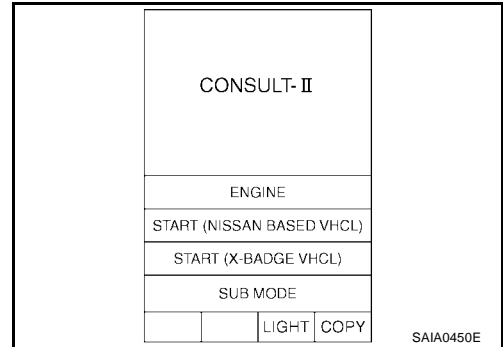 CONSULT-II
ENGINE
START (NISSAN BASED VHCL)
START (X-BADGE VHCL)
SUB MODE
LIGHT COPY
SAIA0450E